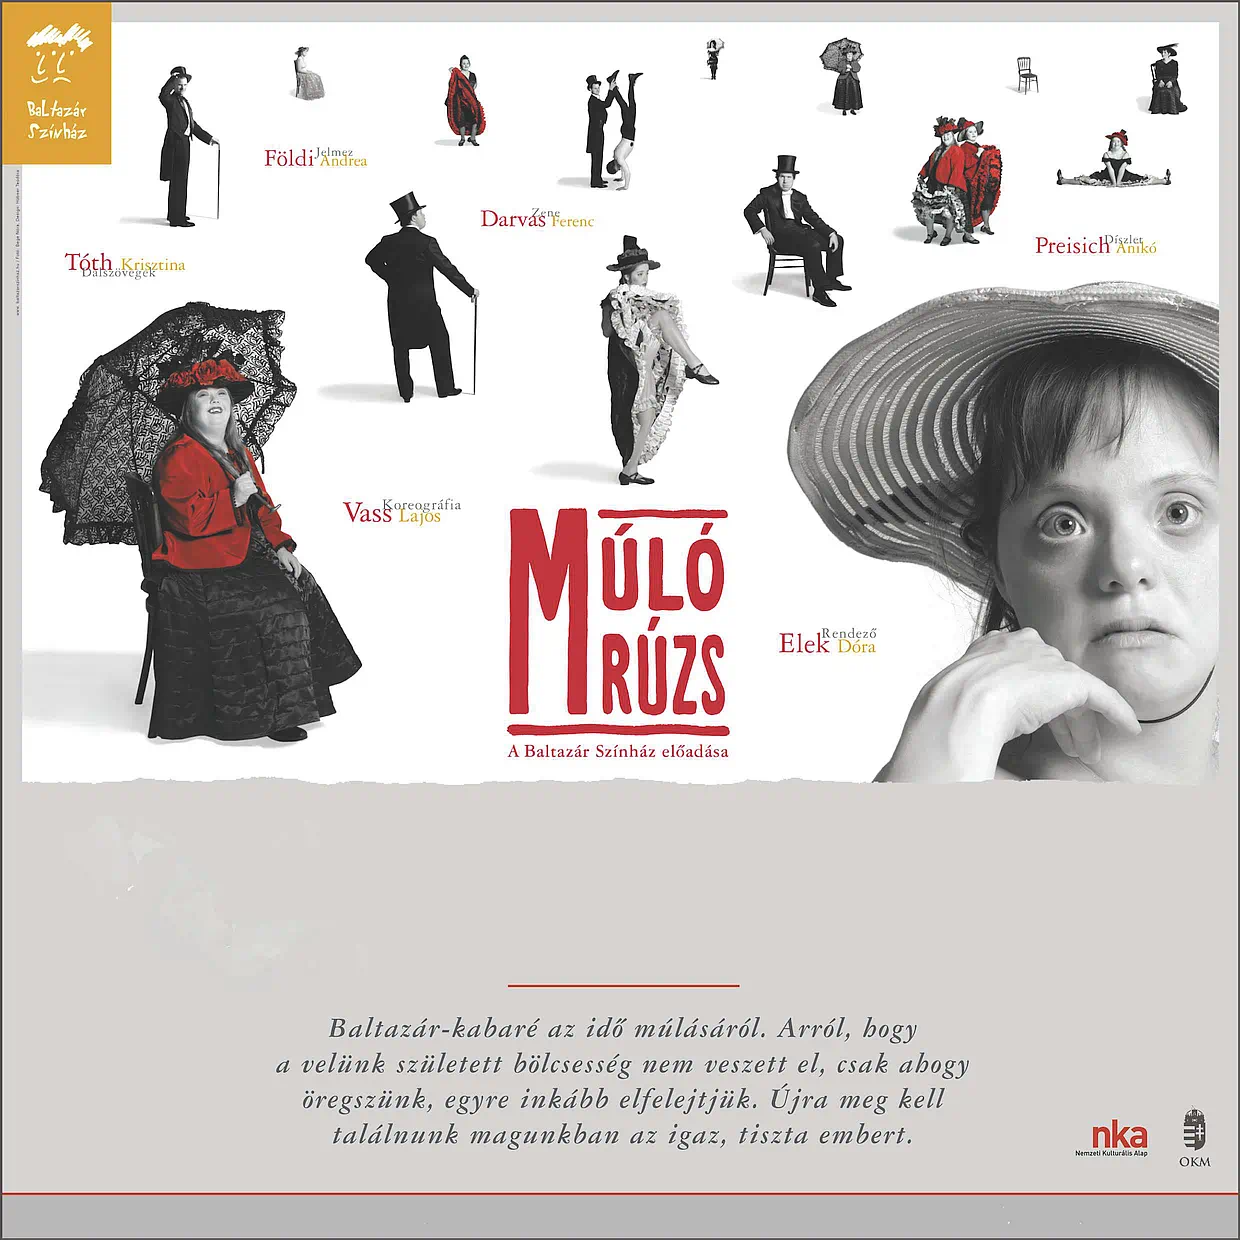 Baltazár
Színház
Jelmez
Földi Andrea
Zene
Darvas Ferenc
Díszlet
Preisich Anikó
Tóth Krisztina
Dalszövegek
Koreográfia
Vass Lajos
MÚLÓ
RÚZS
Rendező
Elek Dóra
A Baltazár Színház előadása
Baltazár-kabaré az idő múlásáról. Arról, hogy
a velünk született bölcsesség nem veszett el, csak ahogy
öregszünk, egyre inkább elfelejtjük. Újra meg kell
találnunk magunkban az igaz, tiszta embert.
nka
Nemzeti Kulturális Alap
OKM